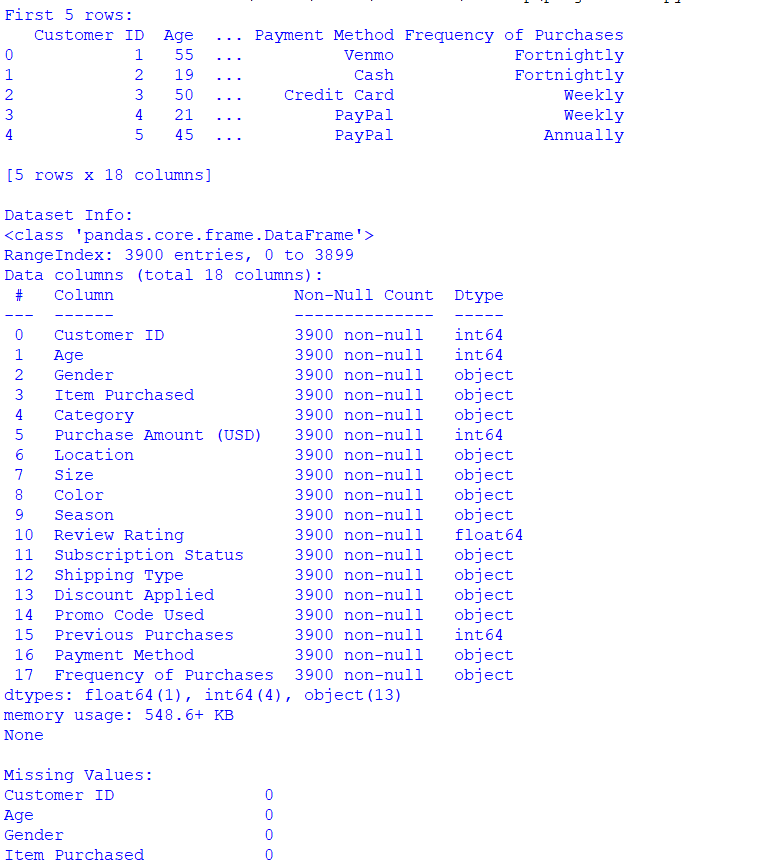 First 5 rows:
   Customer ID  Age  ... Payment Method Frequency of Purchases
0            1   55  ...          Venmo            Fortnightly
1            2   19  ...           Cash            Fortnightly
2            3   50  ...    Credit Card                 Weekly
3            4   21  ...         PayPal                 Weekly
4            5   45  ...         PayPal               Annually
[5 rows x 18 columns]
Dataset Info:
<class 'pandas.core.frame.DataFrame'>
RangeIndex: 3900 entries, 0 to 3899
Data columns (total 18 columns):
 #   Column                  Non-Null Count  Dtype
---  ------                  --------------  -----
 0   Customer ID             3900 non-null   int64
 1   Age                     3900 non-null   int64
 2   Gender                  3900 non-null   object
 3   Item Purchased          3900 non-null   object
 4   Category                3900 non-null   object
 5   Purchase Amount (USD)   3900 non-null   int64
 6   Location                3900 non-null   object
 7   Size                    3900 non-null   object
 8   Color                   3900 non-null   object
 9   Season                  3900 non-null   object
 10  Review Rating           3900 non-null   float64
 11  Subscription Status     3900 non-null   object
 12  Shipping Type           3900 non-null   object
 13  Discount Applied        3900 non-null   object
 14  Promo Code Used         3900 non-null   object
 15  Previous Purchases      3900 non-null   int64
 16  Payment Method          3900 non-null   object
 17  Frequency of Purchases  3900 non-null   object
dtypes: float64(1), int64(4), object(13)
memory usage: 548.6+ KB
None
Missing Values:
Customer ID               0
Age                       0
Gender                    0
Item Purchased            0